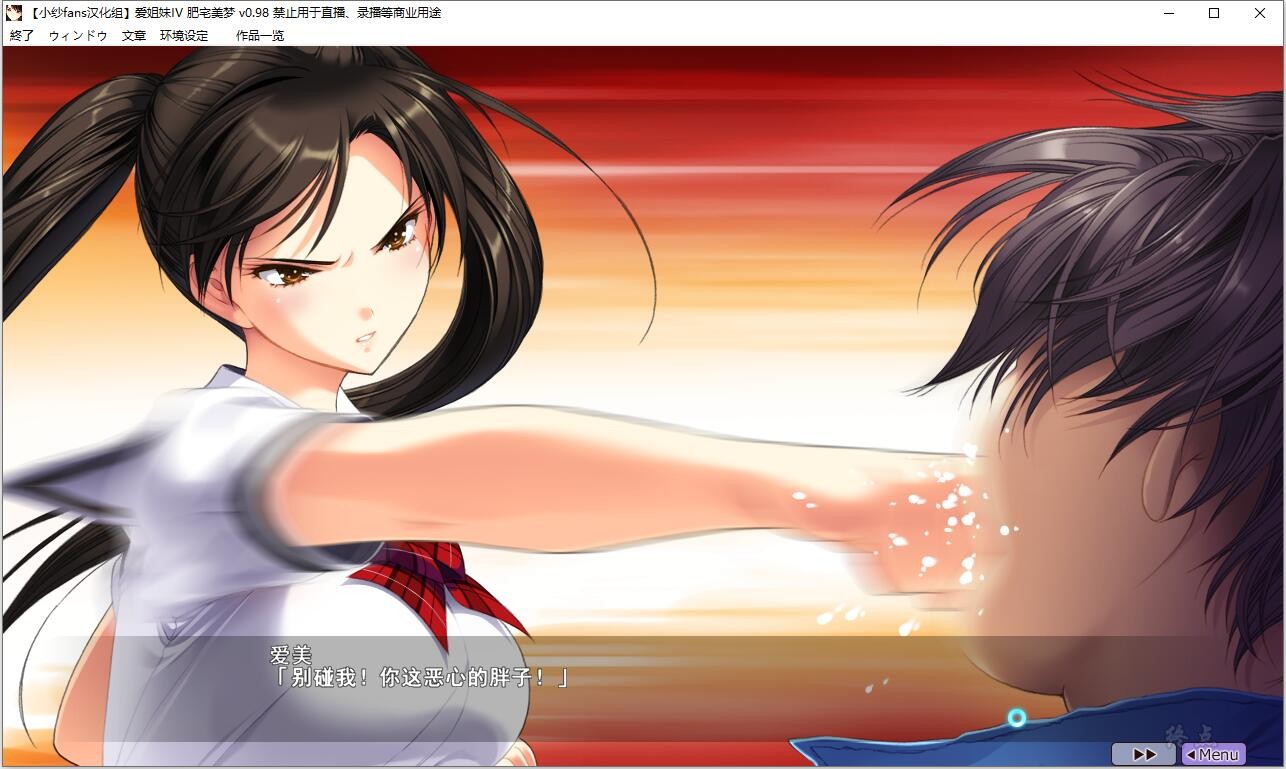 【小纱fans汉化组】爱姐妹IV 肥宅美梦 v0.98 禁止用于直播、录播等商业用途
終了 ウィンドウ 文章 环境设定 作品一览
爱美
「别碰我！你这恶心的胖子！」
终点
Menu